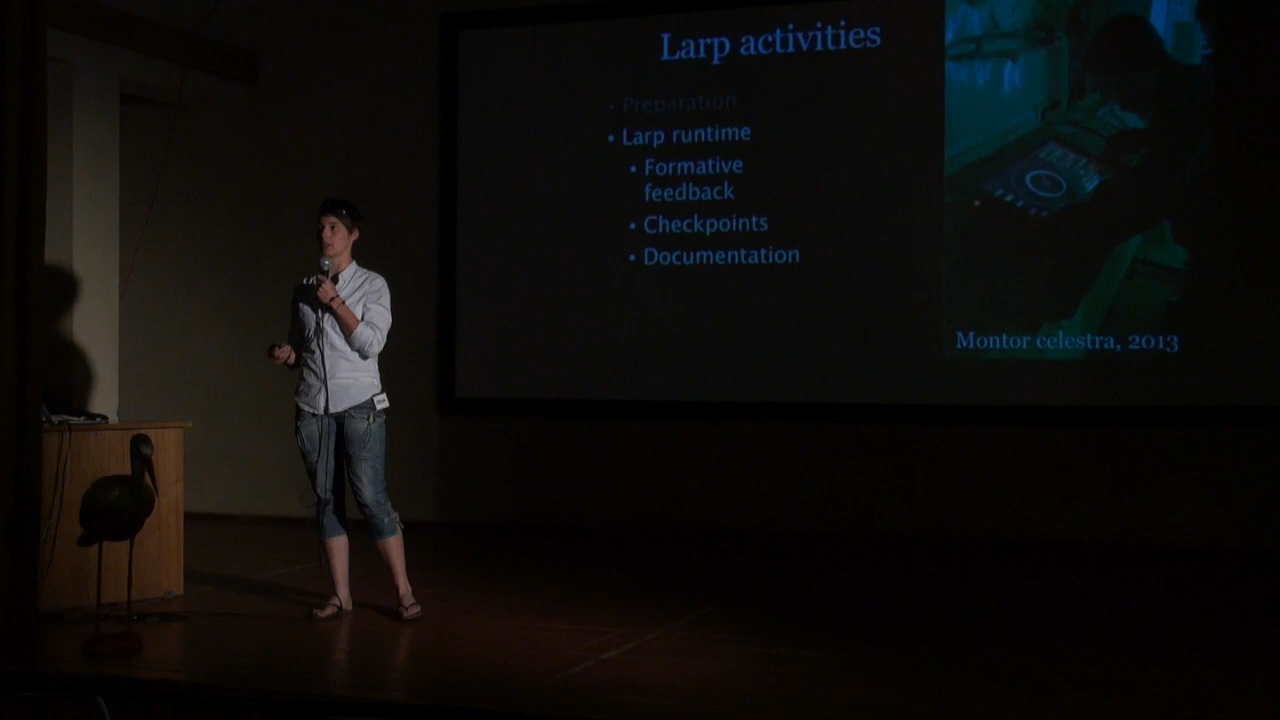 Larp activities
• Preparation
• Larp runtime
• Formative
feedback
• Checkpoints
• Documentation
Montor celestra, 2013